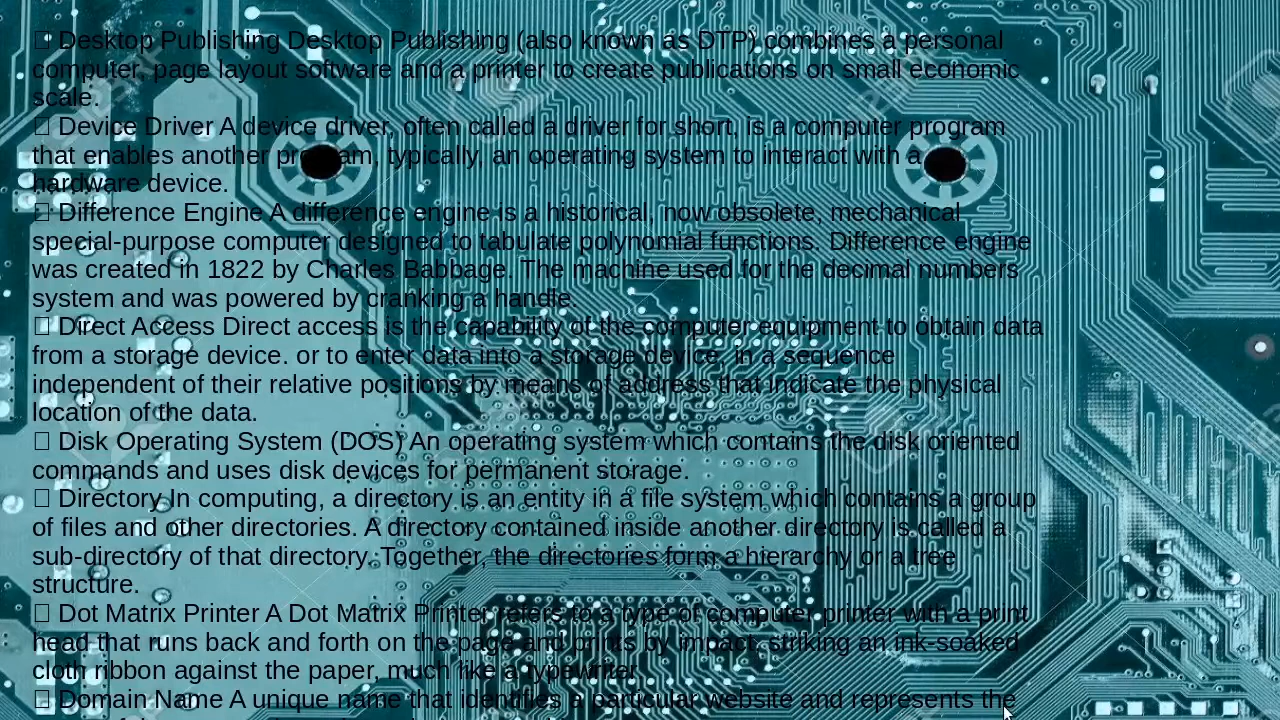 Desktop Publishing Desktop Publishing (also known as DTP) combines a personal
computer, page layout software and a printer to create publications on small economic
scale.
 Device Driver A device driver, often called a driver for short, is a computer program
that enables another program, typically, an operating system to interact with a
hardware device.
 Difference Engine A difference engine is a historical, now obsolete, mechanical
special-purpose computer designed to tabulate polynomial functions. Difference engine
was created in 1822 by Charles Babbage. The machine used for the decimal numbers
system and was powered by cranking a handle.
 Direct Access Direct access is the capability of the computer equipment to obtain data
from a storage device. or to enter data into a storage device, in a sequence
independent of their relative positions by means of address that indicate the physical
location of the data.
 Disk Operating System (DOS) An operating system which contains the disk oriented
commands and uses disk devices for permanent storage.
 Directory In computing, a directory is an entity in a file system which contains a group
of files and other directories. A directory contained inside another directory is called a
sub-directory of that directory. Together, the directories form a hierarchy or a tree
structure.
 Dot Matrix Printer A Dot Matrix Printer refers to a type of computer printer with a print
head that runs back and forth on the page and prints by impact, striking an ink-soaked
cloth ribbon against the paper, much like a typewriter
 Domain Name A unique name that identifies a particular website and represents the